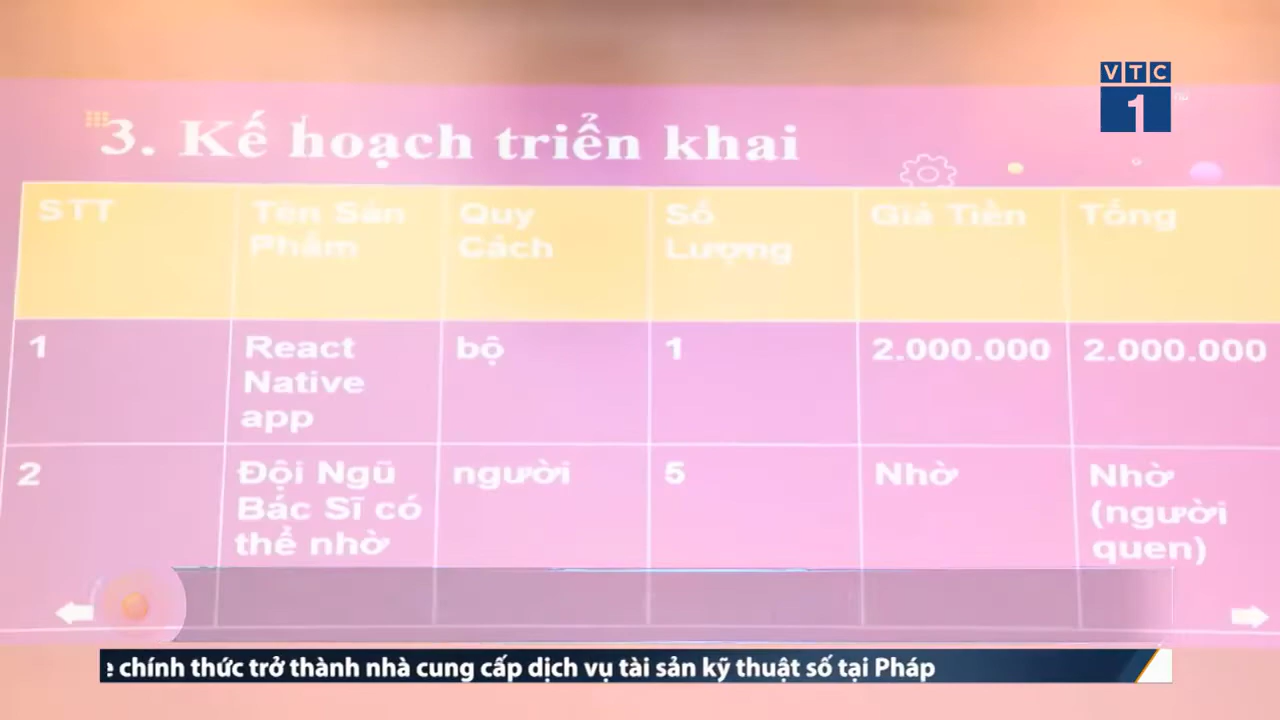 VTC
1
3. Kế hoạch triển khai
STT
Tên Sản
Phẩm
Quy
Cách
Số
Lượng
Giá Tiền
Tổng
1
React
Native
app
bộ
1
2.000.000
2.000.000
2
Đội Ngũ
Bác Sĩ có
thể nhờ
người
5
Nhờ
Nhờ
(người
quen)
chính thức trở thành nhà cung cấp dịch vụ tài sản kỹ thuật số tại Pháp